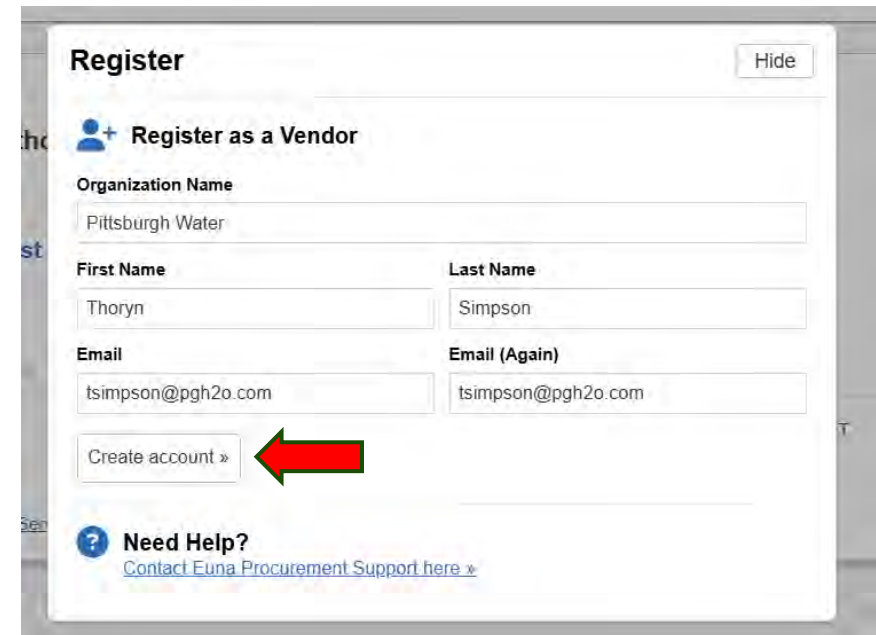 Register
Hide
Register as a Vendor
Organization Name
Pittsburgh Water
First Name
Last Name
Thoryn
Simpson
Email
Email (Again)
tsimpson@pgh2o.com
tsimpson@pgh2o.com
Create account »
Need Help?
Contact Euna Procurement Support here »